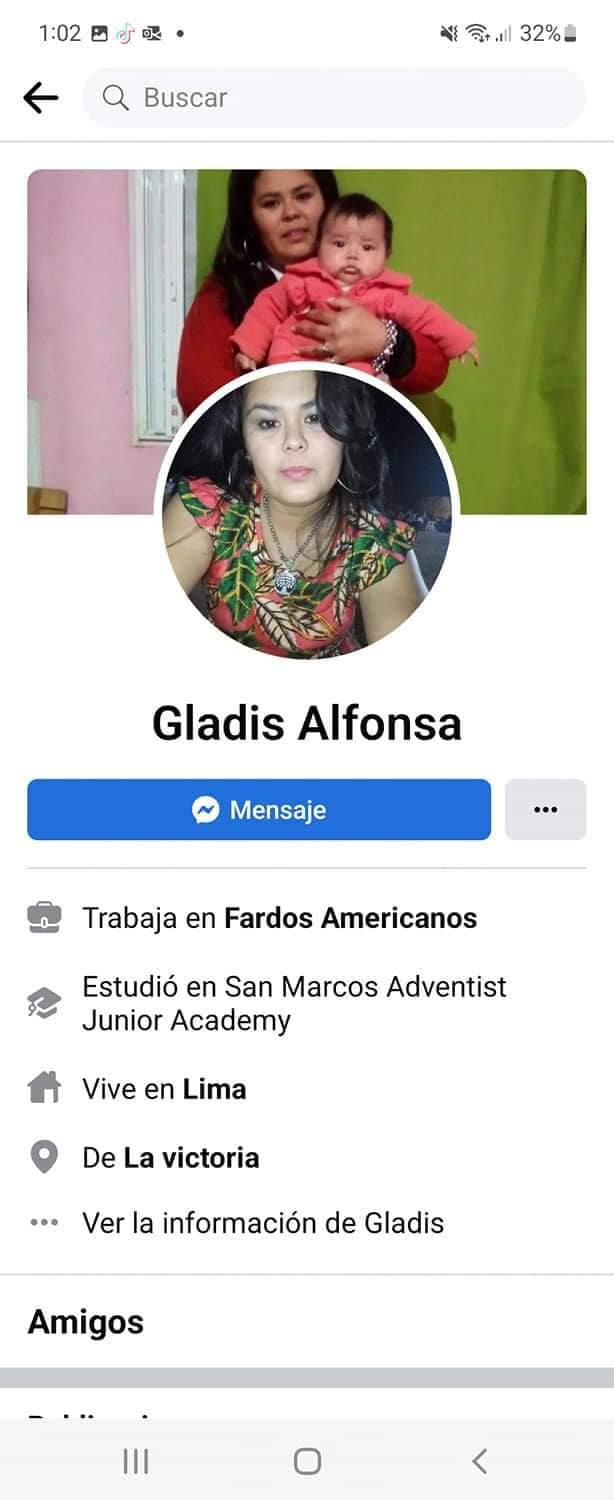 1:02
32%
Buscar
Gladis Alfonsa
Mensaje
Trabaja en Fardos Americanos
Estudió en San Marcos Adventist
Junior Academy
Vive en Lima
De La victoria
Ver la información de Gladis
Amigos